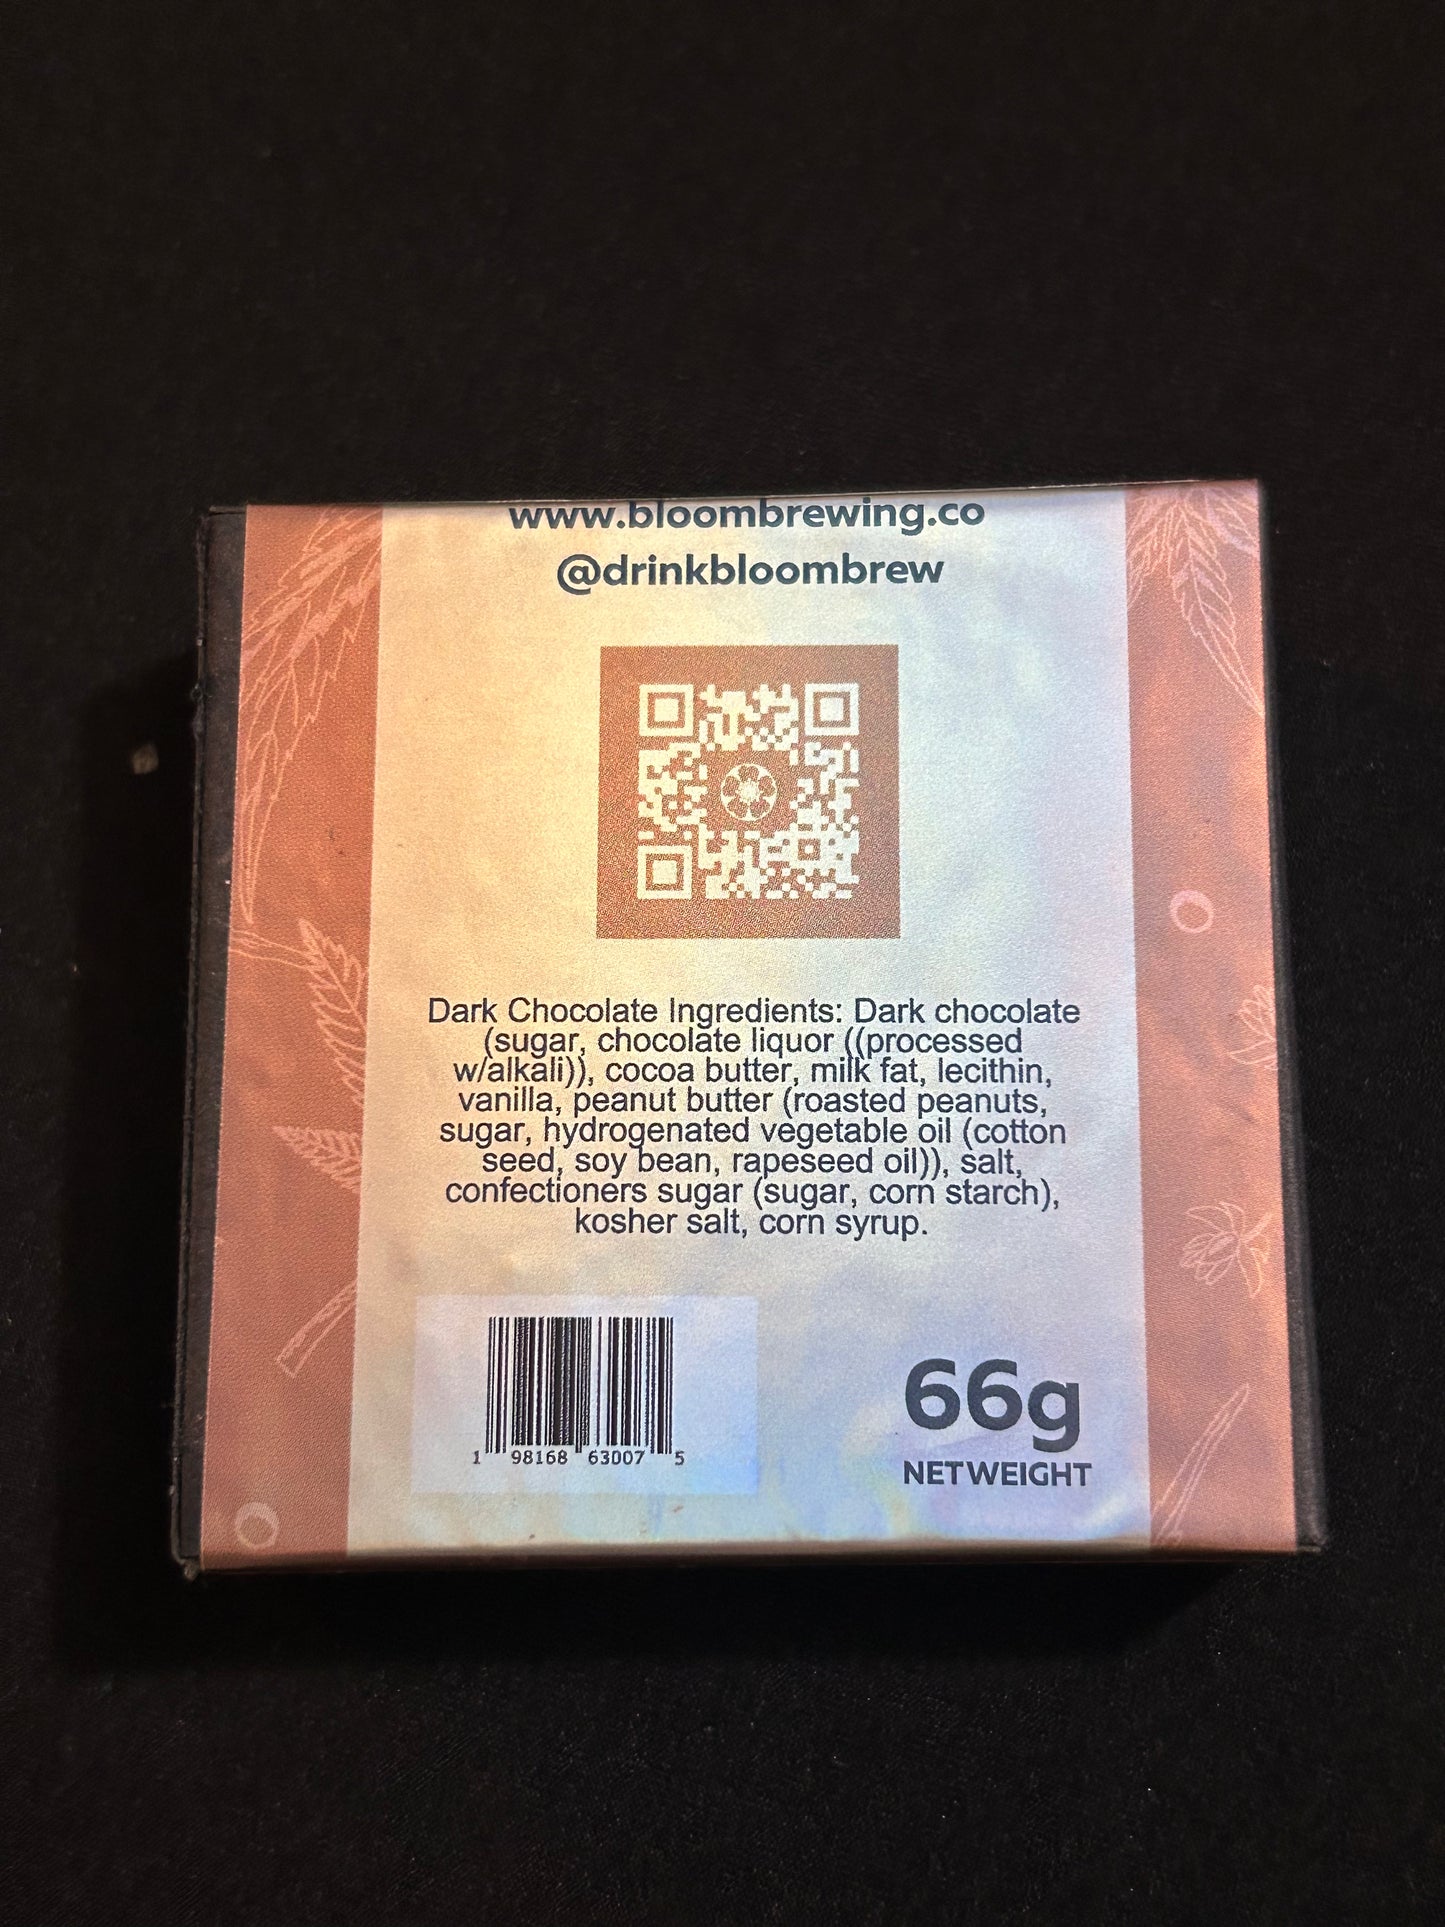 www.bloombrewing.co
@drinkbloombrew
Dark Chocolate Ingredients: Dark chocolate
(sugar, chocolate liquor ((processed
w/alkali)), cocoa butter, milk fat, lecithin,
vanilla, peanut butter (roasted peanuts,
sugar, hydrogenated vegetable oil (cotton
seed, soy bean, rapeseed oil)), salt,
confectioners sugar (sugar, corn starch),
kosher salt, corn syrup.
1 98168 63007 5
66g
NET WEIGHT